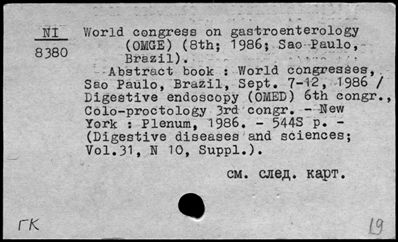 NI
8380
World congress on gastroenterology
(OMGE) (8th; 1986; Sao Paulo,
Brazil).
Abstract book : World congresses,
Sao Paulo, Brazil, Sept. 7-12, 1986 /
Digestive endoscopy (OMED) 6th congr.,
Colo-proctology 3rd congr. - New
York : Plenum, 1986. - 544S p. -
(Digestive diseases and sciences;
Vol.31, N 10, Suppl.).
см. след. карт.
ГК